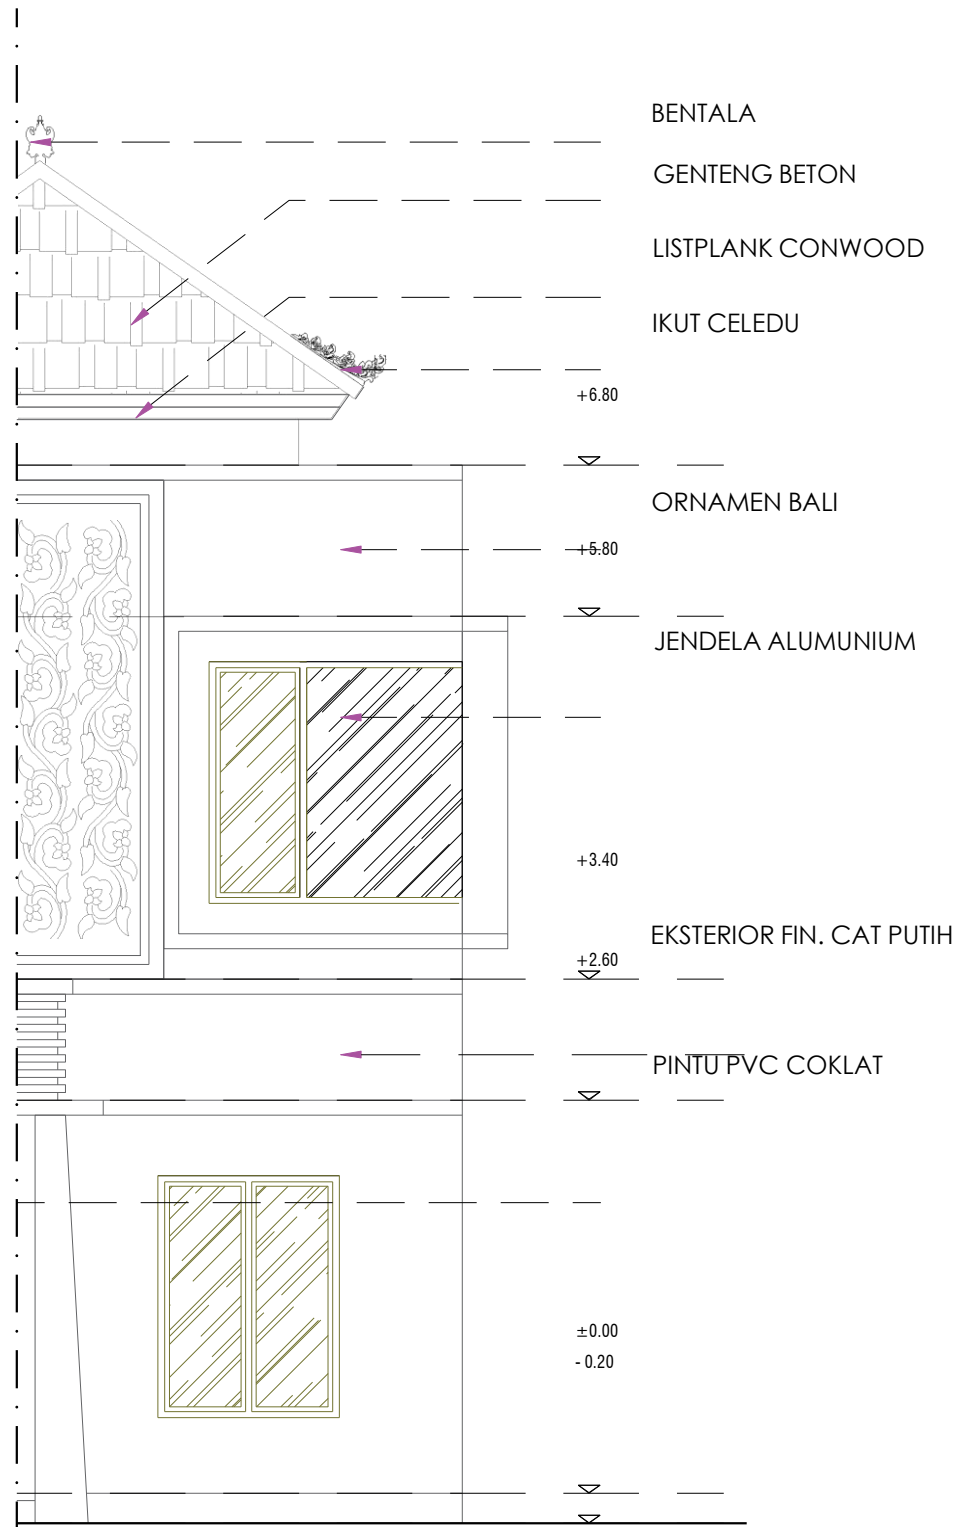 BENTALA
GENTENG BETON
LISTPLANK CONWOOD
IKUT CELEDU
+6.80
ORNAMEN BALI
+5.80
JENDELA ALUMUNIUM
+3.40
EKSTERIOR FIN. CAT PUTIH
+2.60
PINTU PVC COKLAT
±0.00
- 0.20